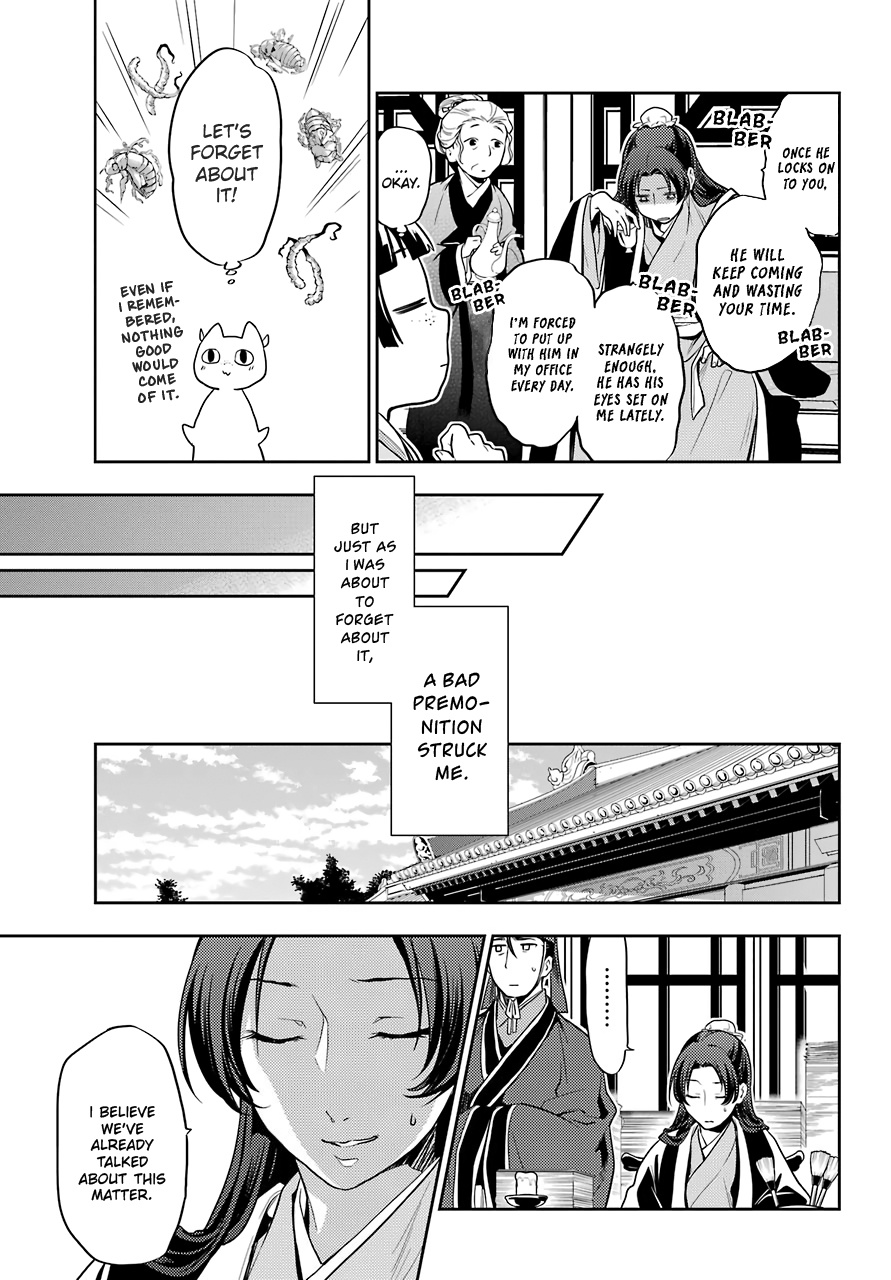 BLAB-
BER
ONCE HE
LOCKS ON
TO YOU,
HE WILL
KEEP COMING
AND WASTING
YOUR TIME.
BLAB-
BER
BLAB-
BER
STRANGELY
ENOUGH,
HE HAS HIS
EYES SET ON
ME LATELY.
I'M FORCED
TO PUT UP
WITH HIM IN
MY OFFICE
EVERY DAY.
BLAB-
BER
...
OKAY.
LET'S
FORGET
ABOUT
IT!
EVEN IF
I REMEM-
BERED,
NOTHING
GOOD
WOULD
COME
OF IT.
BUT
JUST AS
I WAS
ABOUT
TO
FORGET
ABOUT
IT,
A BAD
PREMO-
NITION
STRUCK
ME.
.........
I BELIEVE
WE'VE
ALREADY
TALKED
ABOUT THIS
MATTER.